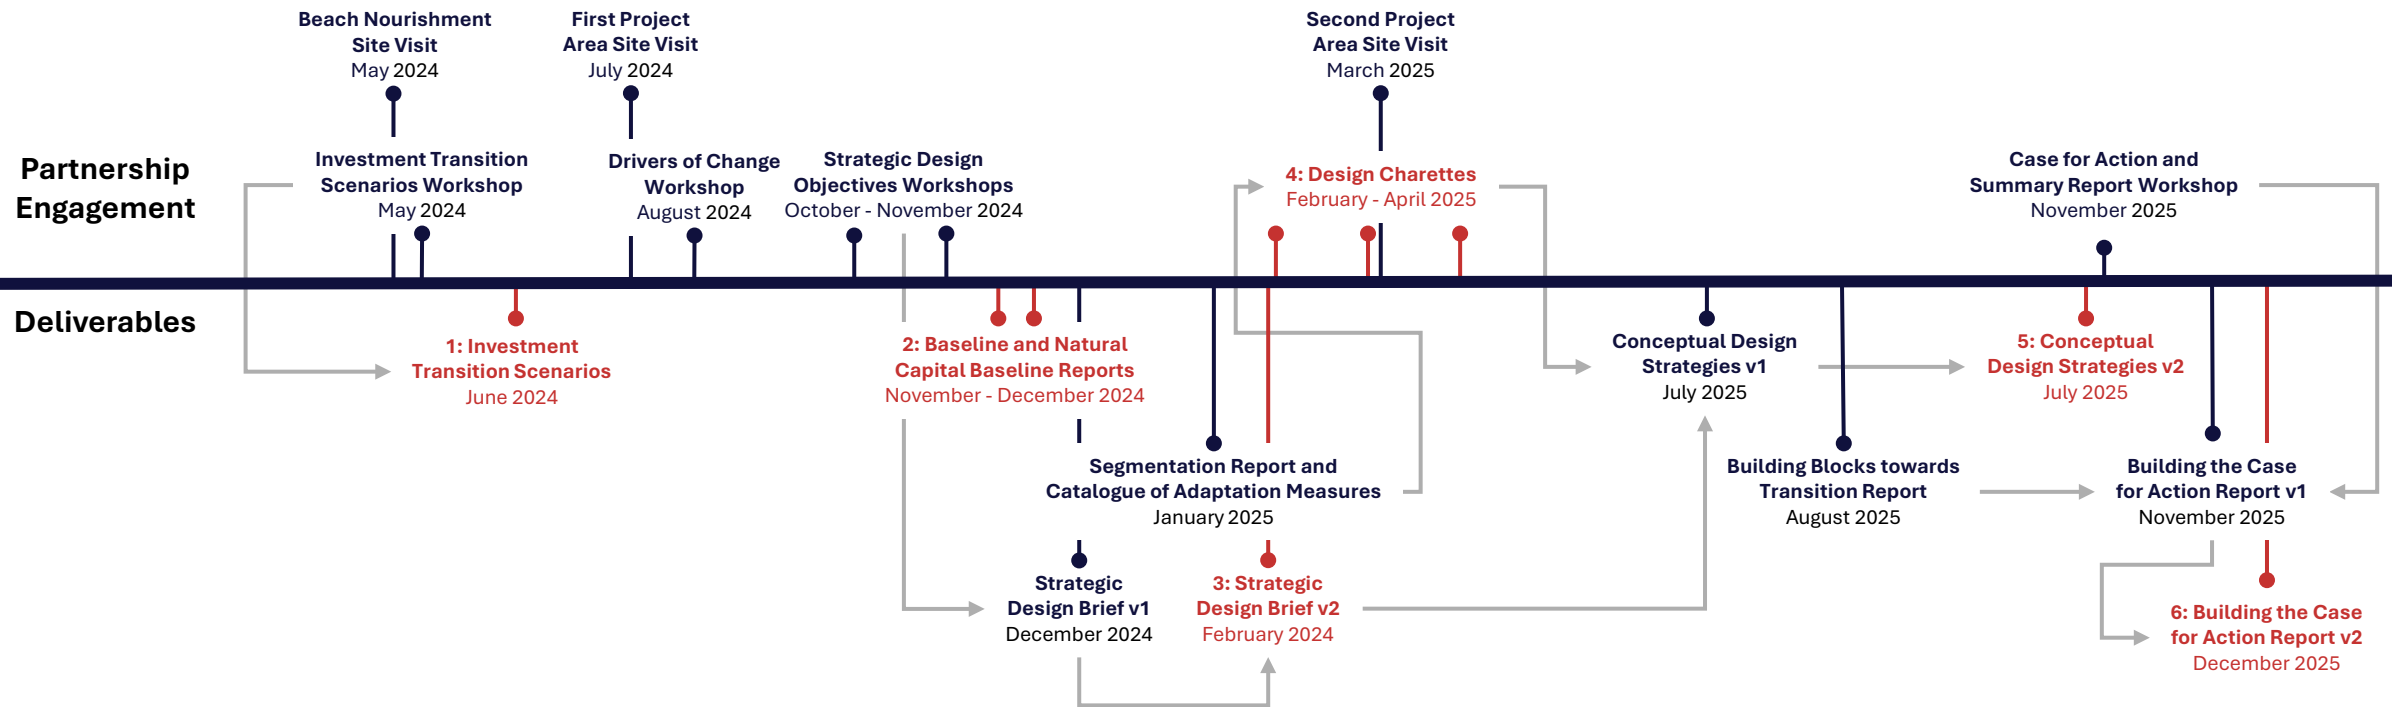 Beach Nourishment
Site Visit
May 2024
First Project
Area Site Visit
July 2024
Second Project
Area Site Visit
March 2025
Partnership
Engagement
Investment Transition
Scenarios Workshop
May 2024
Drivers of Change
Workshop
August 2024
Strategic Design
Objectives Workshops
October - November 2024
4: Design Charettes
February - April 2025
Case for Action and
Summary Report Workshop
November 2025
Deliverables
1: Investment
Transition Scenarios
June 2024
2: Baseline and Natural
Capital Baseline Reports
November - December 2024
Conceptual Design
Strategies v1
July 2025
5: Conceptual
Design Strategies v2
July 2025
Segmentation Report and
Catalogue of Adaptation Measures
January 2025
Building Blocks towards
Transition Report
August 2025
Building the Case
for Action Report v1
November 2025
Strategic
Design Brief v1
December 2024
3: Strategic
Design Brief v2
February 2024
6: Building the Case
for Action Report v2
December 2025